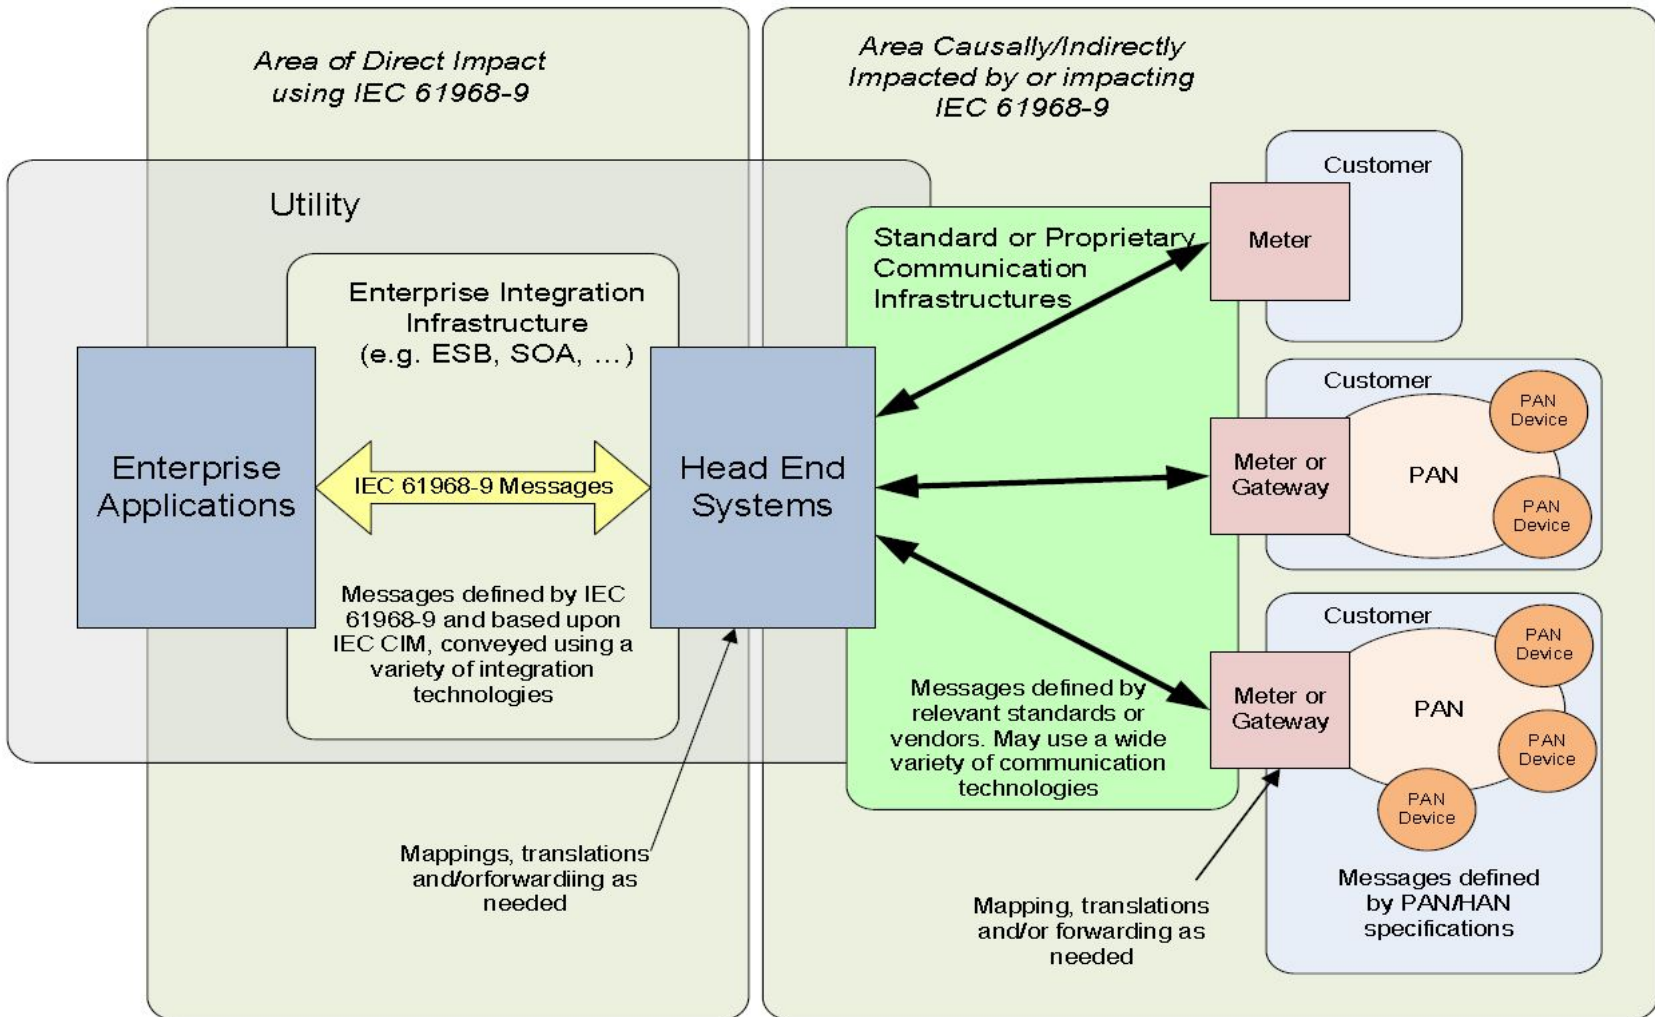 Area of Direct Impact
using IEC 61968-9
Area Causally/Indirectly
Impacted by or impacting
IEC 61968-9
Utility
Enterprise Integration
Infrastructure
(e.g. ESB, SOA, ...)
Enterprise
Applications
IEC 61968-9 Messages
Head End
Systems
Messages defined by IEC
61968-9 and based upon
IEC CIM, conveyed using a
variety of integration
technologies
Mappings, translations
and/orforwardiing as
needed
Standard or Proprietary
Communication
Infrastructures
Messages defined by
relevant standards or
vendors. May use a wide
variety of communication
technologies
Customer
Meter
Customer
Meter or
Gateway
PAN
PAN
Device
PAN
Device
Customer
Meter or
Gateway
PAN
PAN
Device
PAN
Device
PAN
Device
Messages defined
by PAN/HAN
specifications
Mapping, translations
and/or forwarding as
needed